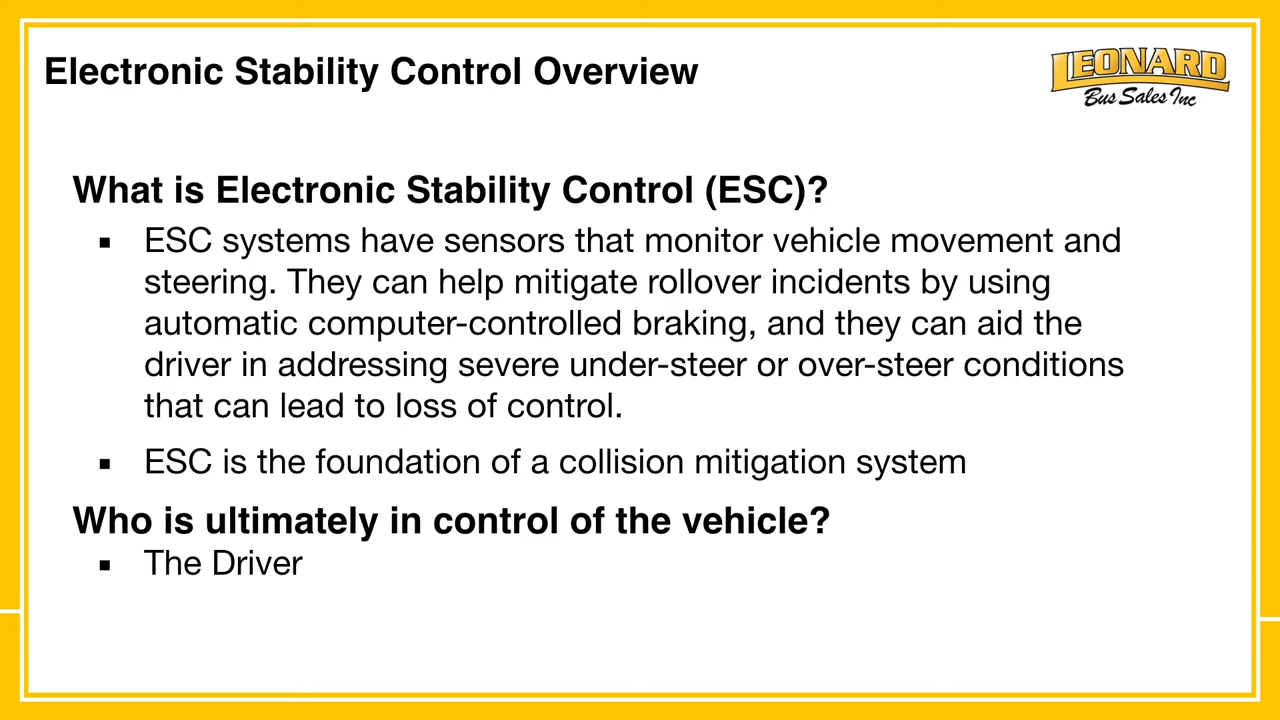 Electronic Stability Control Overview
LEONARD
Bus Sales Inc
What is Electronic Stability Control (ESC)?
▪ ESC systems have sensors that monitor vehicle movement and
steering. They can help mitigate rollover incidents by using
automatic computer-controlled braking, and they can aid the
driver in addressing severe under-steer or over-steer conditions
that can lead to loss of control.
▪ ESC is the foundation of a collision mitigation system
Who is ultimately in control of the vehicle?
▪ The Driver